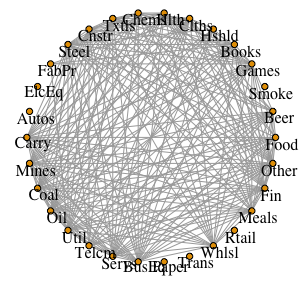 Txtls Chems Hlth Clths
Cnstr Hshld
Steel Books
FabPr Games
ElcEq Smoke
Autos Beer
Carry Food
Mines Other
Coal Fin
Oil Meals
Util Rtail
Telcm Whlsl
Servs BusEq Paper Trans